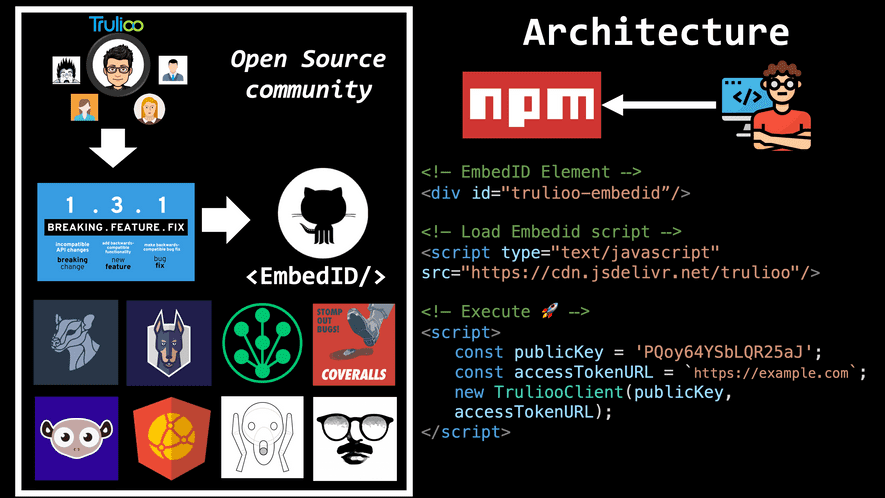 Trulioo
Open Source
community
1 . 3 . 1
BREAKING.FEATURE.FIX
incompatible
API changes
breaking
change
add backwards-
compatible
functionality
new
feature
make backwards-
compatible bug fix
bug
fix
<EmbedID/>
STOMP
OUT
BUGS!
COVERALLS
Architecture
npm
</>
<!— EmbedID Element —>
<div id="trulioo-embedid”/>
<!— Load Embedid script —>
<script type="text/javascript"
src="https://cdn.jsdelivr.net/trulioo"/>
<!— Execute 🚀 —>
<script>
const publicKey = 'PQoy64YSbLQR25aJ';
const accessTokenURL = `https://example.com`;
new TruliooClient(publicKey,
accessTokenURL);
</script>